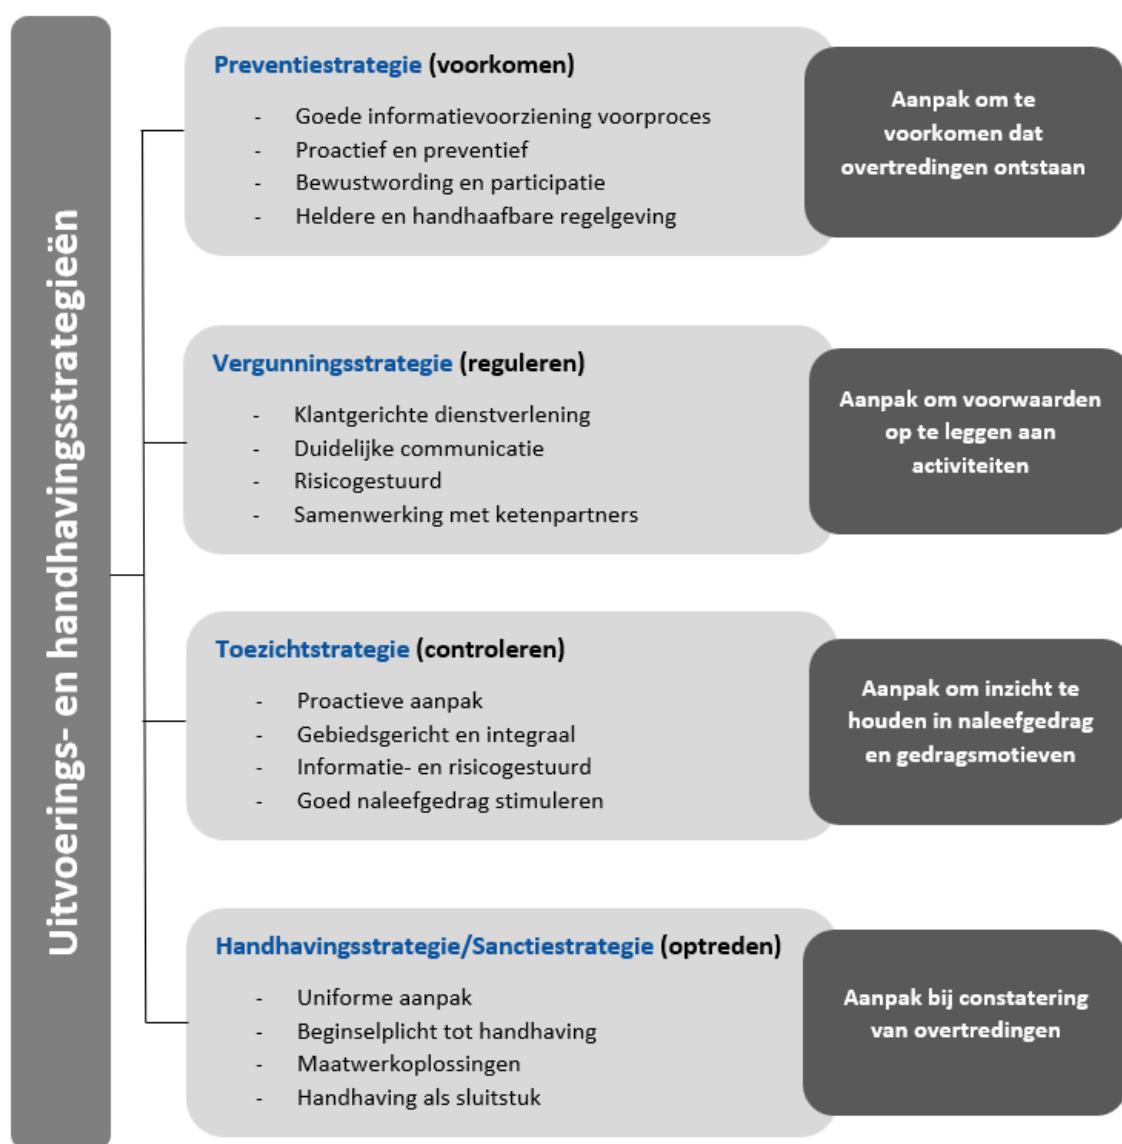 Uitvoerings- en handhavingsstrategieën
Preventiestrategie (voorkomen)
- Goede informatievoorziening voorproces
- Proactief en preventief
- Bewustwording en participatie
- Heldere en handhaafbare regelgeving
Aanpak om te
voorkomen dat
overtredingen ontstaan
Vergunningsstrategie (reguleren)
- Klantgerichte dienstverlening
- Duidelijke communicatie
- Risicogestuurd
- Samenwerking met ketenpartners
Aanpak om voorwaarden
op te leggen aan
activiteiten
Toezichtstrategie (controleren)
- Proactieve aanpak
- Gebiedsgericht en integraal
- Informatie- en risicogestuurd
- Goed naleefgedrag stimuleren
Aanpak om inzicht te
houden in naleefgedrag
en gedragsmotieven
Handhavingsstrategie/Sanctiestrategie (optreden)
- Uniforme aanpak
- Beginselplicht tot handhaving
- Maatwerkoplossingen
- Handhaving als sluitstuk
Aanpak bij constatering
van overtredingen